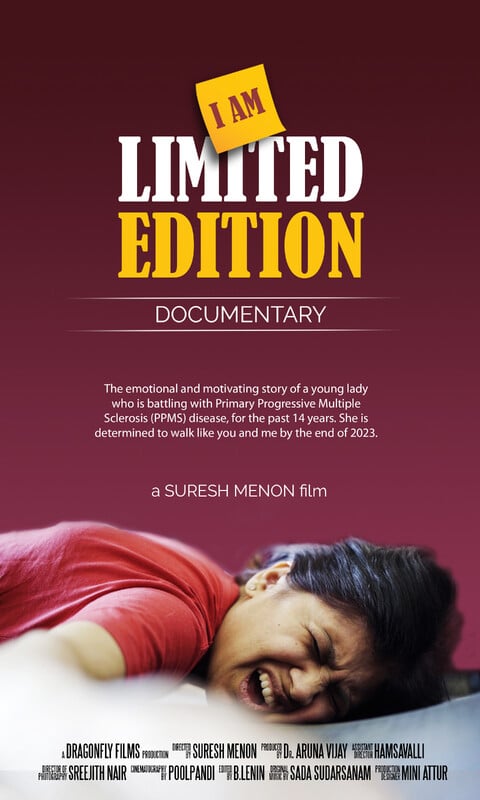 I AM
LIMITED
EDITION
DOCUMENTARY
The emotional and motivating story of a young lady
who is battling with Primary Progressive Multiple
Sclerosis (PPMS) disease, for the past 14 years. She is
determined to walk like you and me by the end of 2023.
a SURESH MENON film
A DRAGONFLY FILMS PRODUCTION DIRECTED BY SURESH MENON PRODUCED BY Dr. ARUNA VIJAY ASSISTANT DIRECTOR HAMSAVALLI
DIRECTOR OF PHOTOGRAPHY SREEJITH NAIR CINEMATOGRAPHY BY POOLPANDI EDITED BY B.LENIN ORIGINAL MUSIC BY SADA SUDARSANAM PRODUCTION DESIGNER MINI ATTUR